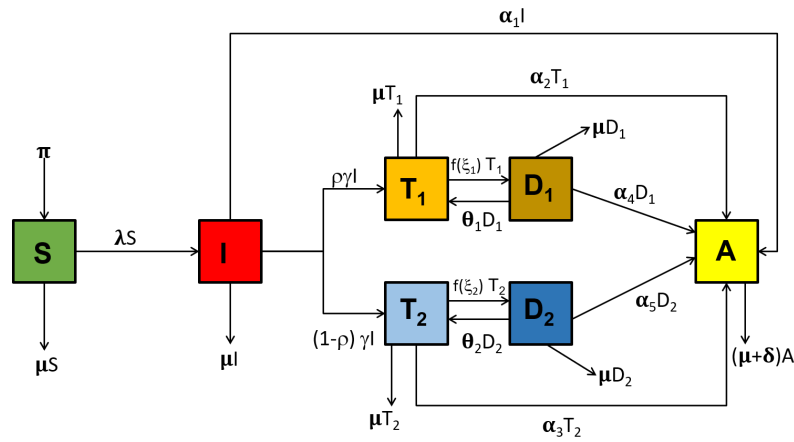 α₁I
α₂T₁
μT₁
μD₁
π
f(ξ₁) T₁
ργI
T₁
D₁
α₄D₁
θ₁D₁
λS
S
I
A
f(ξ₂) T₂
T₂
D₂
α₅D₂
(1-ρ) γI
θ₂D₂
μS
μI
(μ+δ)A
μD₂
μT₂
α₃T₂